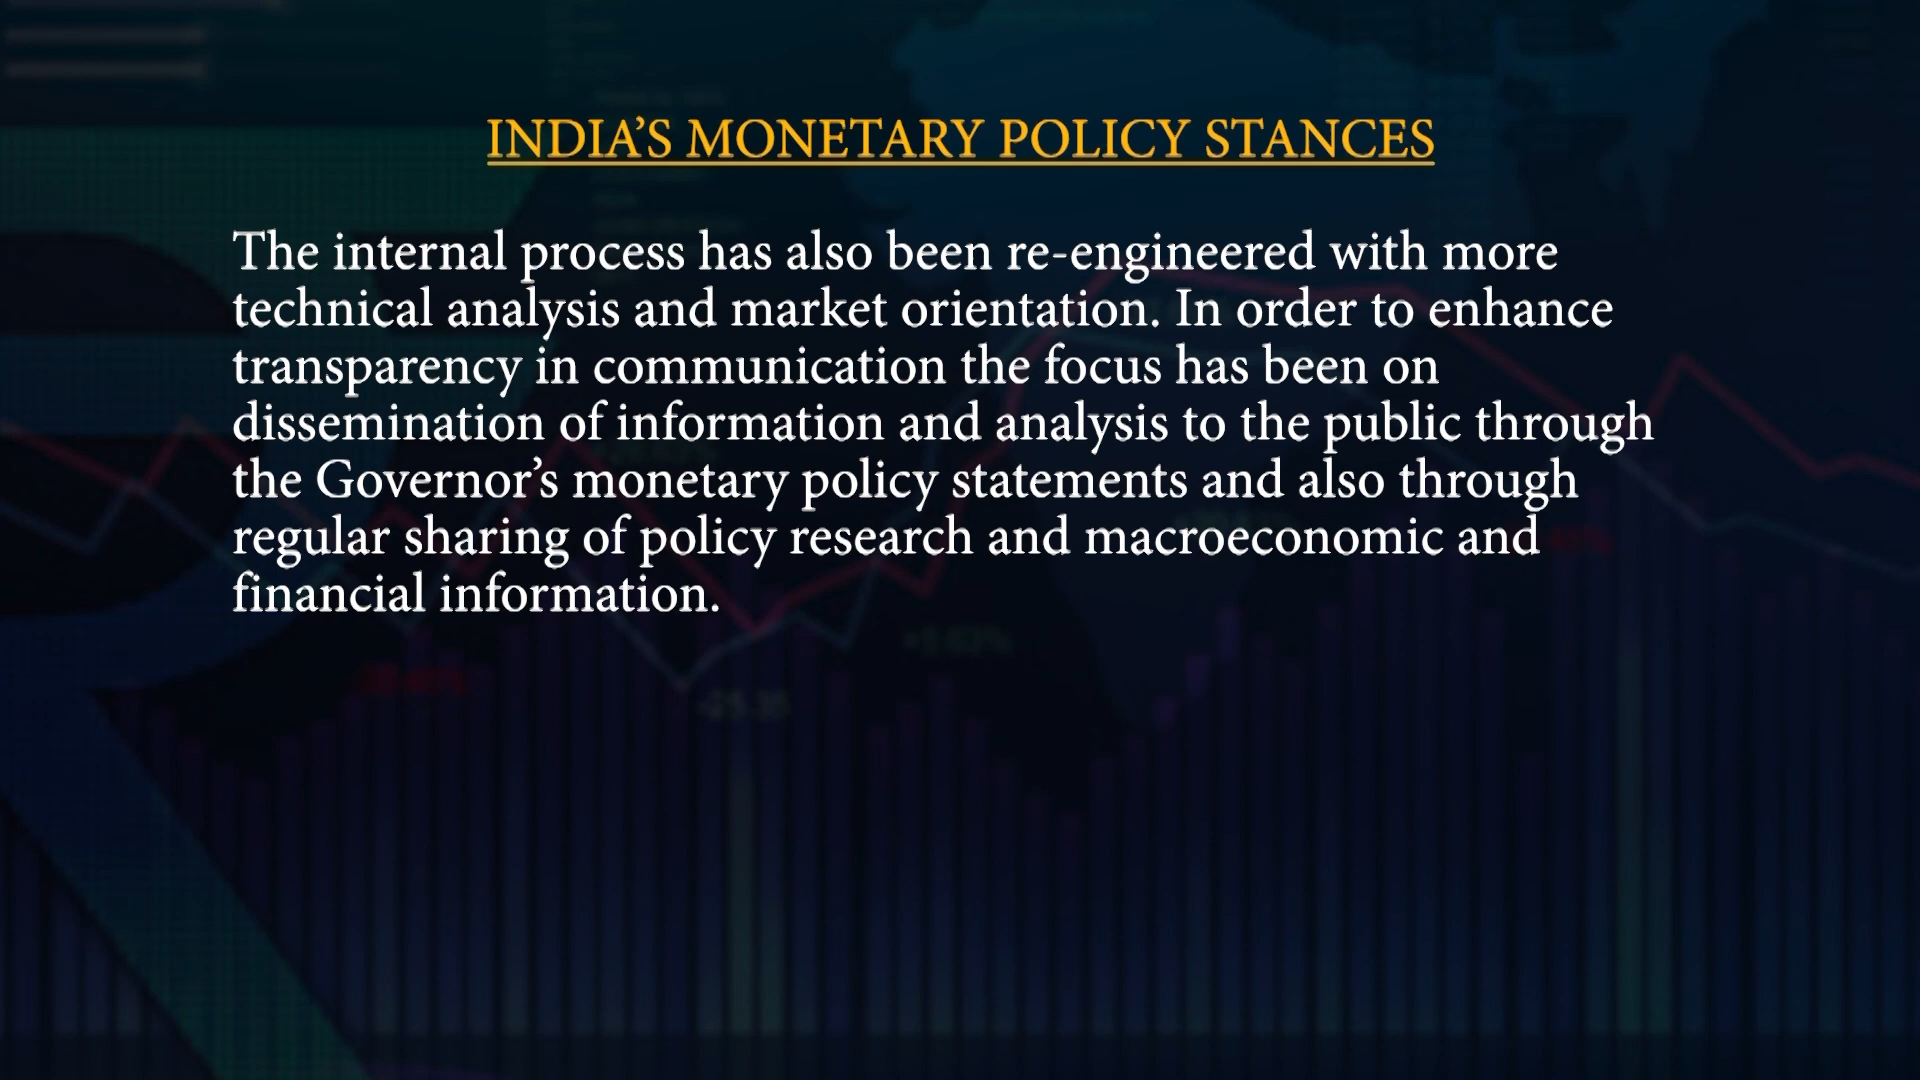 INDIA’S MONETARY POLICY STANCES
The internal process has also been re-engineered with more
technical analysis and market orientation. In order to enhance
transparency in communication the focus has been on
dissemination of information and analysis to the public through
the Governor’s monetary policy statements and also through
regular sharing of policy research and macroeconomic and
financial information.